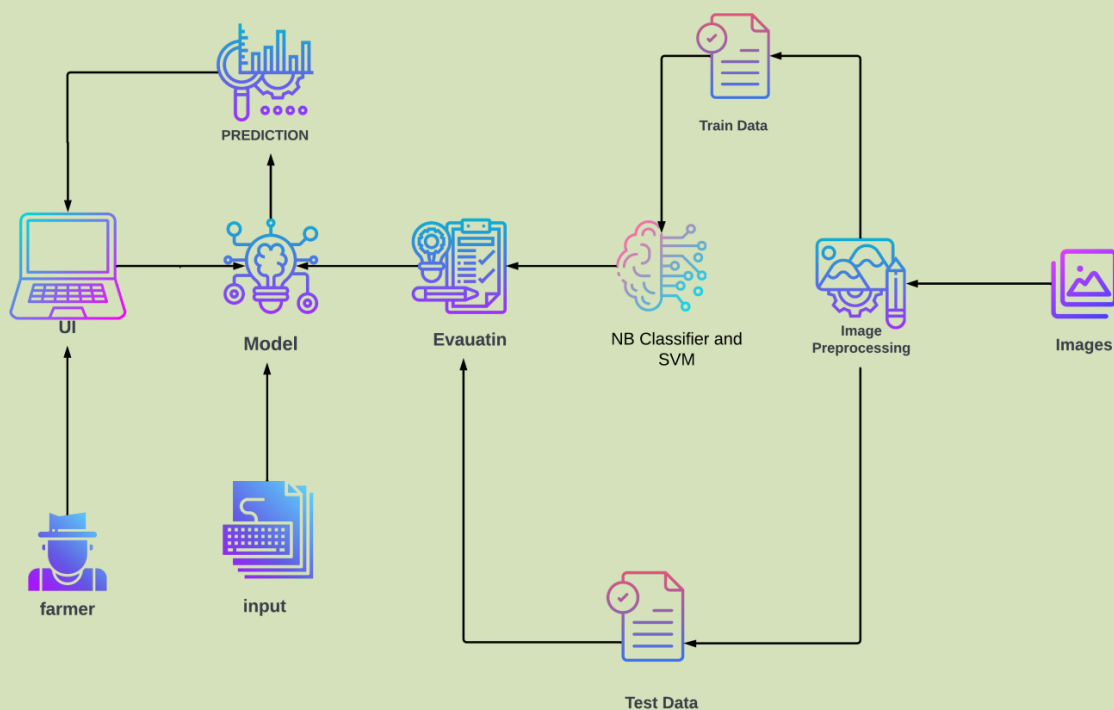 PREDICTION
Train Data
UI
Model
Evauatin
NB Classifier and
SVM
Image
Preprocessing
Images
farmer
input
Test Data